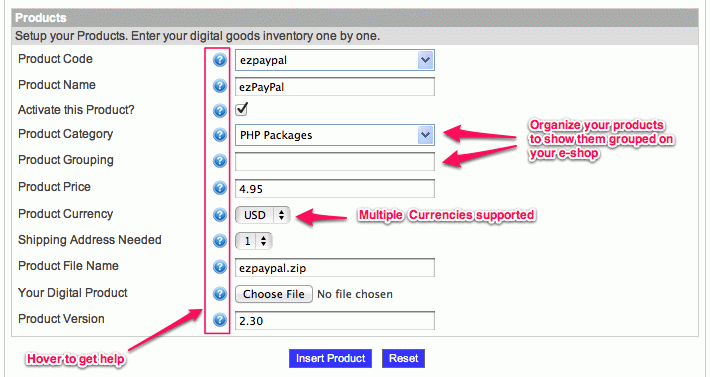 Products
Setup your Products. Enter your digital goods inventory one by one.
Product Code ? ezpaypal
Product Name ? ezPayPal
Activate this Product? ?
Product Category ? PHP Packages
Organize your products
to show them grouped on
your e-shop
Product Grouping ?
Product Price ? 4.95
Product Currency ? USD Multiple Currencies supported
Shipping Address Needed ? 1
Product File Name ? ezpaypal.zip
Your Digital Product ? Choose File No file chosen
Product Version ? 2.30
Hover to get help
Insert Product Reset